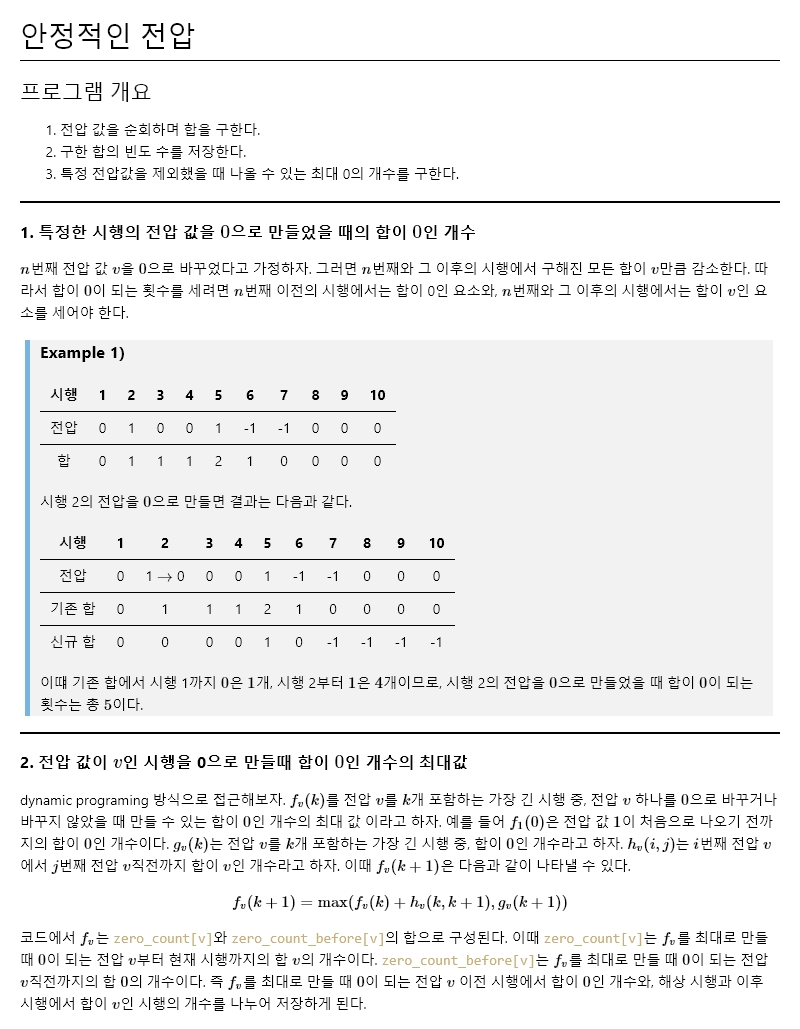 안정적인 전압
프로그램 개요
1. 전압 값을 순회하며 합을 구한다.
2. 구한 합의 빈도 수를 저장한다.
3. 특정 전압값을 제외했을 때 나올 수 있는 최대 0의 개수를 구한다.
1. 특정한 시행의 전압 값을 0으로 만들었을 때의 합이 0인 개수
n번째 전압 값 v을 0으로 바꾸었다고 가정하자. 그러면 n번째와 그 이후의 시행에서 구해진 모든 합이 v만큼 감소한다. 따
라서 합이 0이 되는 횟수를 세려면 n번째 이전의 시행에서는 합이 0인 요소와, n번째와 그 이후의 시행에서는 합이 v인 요
소를 세어야 한다.
Example 1)
시행 1 2 3 4 5 6 7 8 9 10
전압 0 1 0 0 1 -1 -1 0 0 0
합 0 1 1 1 2 1 0 0 0 0
시행 2의 전압을 0으로 만들면 결과는 다음과 같다.
시행 1 2 3 4 5 6 7 8 9 10
전압 0 1 → 0 0 0 1 -1 -1 0 0 0
기존 합 0 1 1 1 2 1 0 0 0 0
신규 합 0 0 0 0 1 0 -1 -1 -1 -1
이때 기존 합에서 시행 1까지 0은 1개, 시행 2부터 1은 4개이므로, 시행 2의 전압을 0으로 만들었을 때 합이 0이 되는
횟수는 총 5이다.
2. 전압 값이 v인 시행을 0으로 만들때 합이 0인 개수의 최대값
dynamic programing 방식으로 접근해보자. f_v(k)를 전압 v를 k개 포함하는 가장 긴 시행 중, 전압 v 하나를 0으로 바꾸거나
바꾸지 않았을 때 만들 수 있는 합이 0인 개수의 최대 값 이라고 하자. 예를 들어 f_1(0)은 전압 값 1이 처음으로 나오기 전까
지의 합이 0인 개수이다. g_v(k)는 전압 v를 k개 포함하는 가장 긴 시행 중, 합이 0인 개수라고 하자. h_v(i, j)는 i번째 전압 v
에서 j번째 전압 v직전까지 합이 v인 개수라고 하자. 이때 f_v(k + 1)은 다음과 같이 나타낼 수 있다.
f_v(k + 1) = max(f_v(k) + h_v(k, k + 1), g_v(k + 1))
코드에서 f_v는 zero_count[v]와 zero_count_before[v]의 합으로 구성된다. 이때 zero_count[v]는 f_v를 최대로 만들
때 0이 되는 전압 v부터 현재 시행까지의 합 v의 개수이다. zero_count_before[v]는 f_v를 최대로 만들 때 0이 되는 전압
v직전까지의 합 0의 개수이다. 즉 f_v를 최대로 만들 때 0이 되는 전압 v 이전 시행에서 합이 0인 개수와, 해상 시행과 이후
시행에서 합이 v인 시행의 개수를 나누어 저장하게 된다.